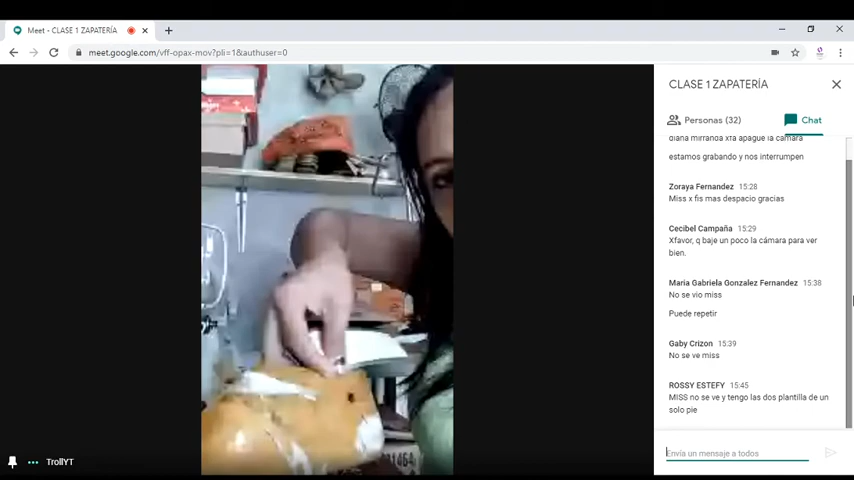 Meet - CLASE 1 ZAPATERÍA
meet.google.com/vff-opax-mov?pli=1&authuser=0
CLASE 1 ZAPATERÍA
Personas (32)
Chat
diana mirranda xfa apague la camara
estamos grabando y nos interrumpen
Zoraya Fernandez 15:28
Miss x fis mas despacio gracias
Cecibel Campaña 15:29
Xfavor, q baje un poco la cámara para ver
bien.
Maria Gabriela Gonzalez Fernandez 15:38
No se vio miss
Puede repetir
Gaby Crizon 15:39
No se ve miss
ROSSY ESTEFY 15:45
MISS no se ve y tengo las dos plantilla de un
solo pie
Envía un mensaje a todos
TrollYT